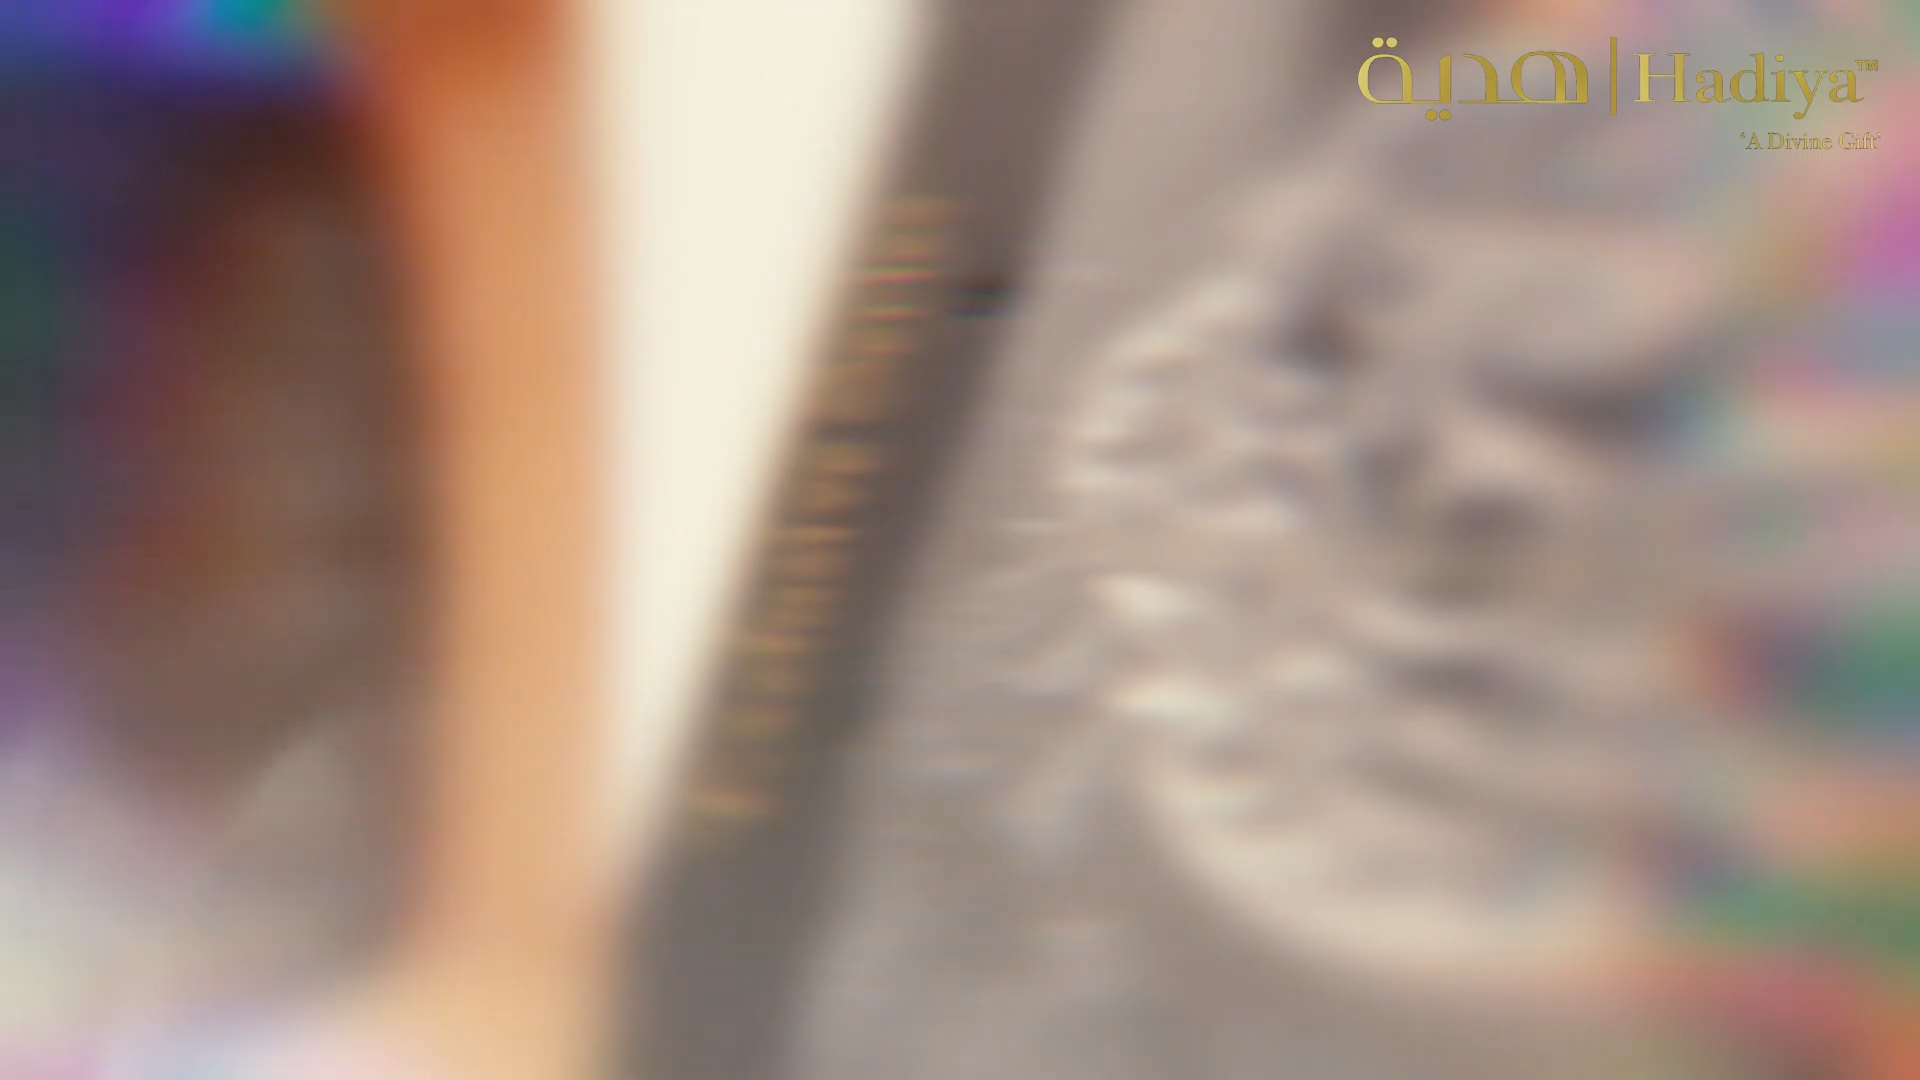 هدية | Hadiya™
'A Divine Gift'